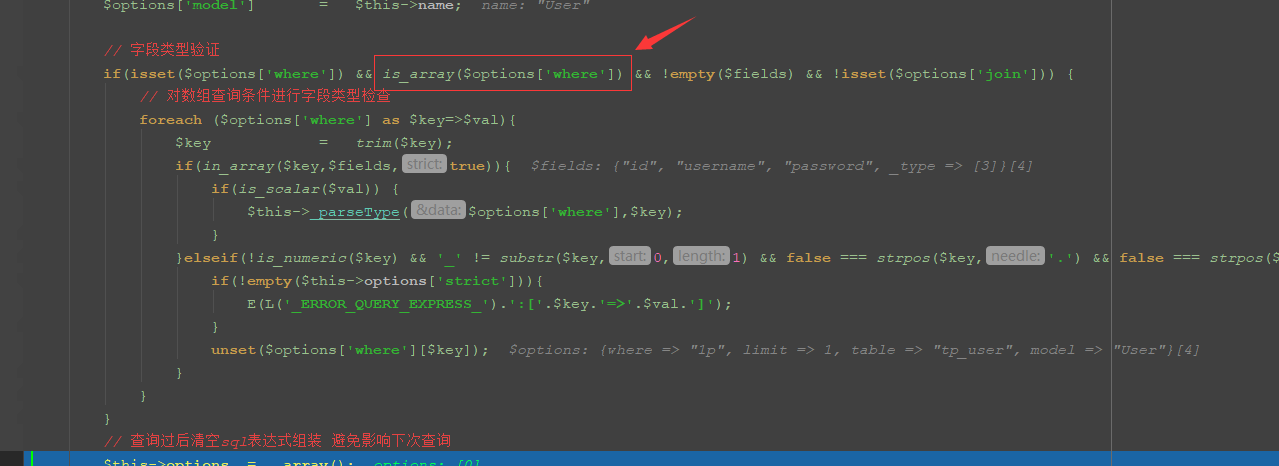 $options['model']       =   $this->name;  name: "User"
// 字段类型验证
if(isset($options['where']) && is_array($options['where']) && !empty($fields) && !isset($options['join'])) {
// 对数组查询条件进行字段类型检查
foreach ($options['where'] as $key=>$val){
$key            =   trim($key);
if(in_array($key,$fields, strict: true)){  $fields: {"id", "username", "password", _type => [3]}[4]
if(is_scalar($val)) {
$this->_parseType( &data: $options['where'],$key);
}
}elseif(!is_numeric($key) && '_' != substr($key, start: 0, length: 1) && false === strpos($key, needle: '.') && false === strpos($
if(!empty($this->options['strict'])){
E(L('_ERROR_QUERY_EXPRESS_').':['.$key.'=>'.$val.']');
}
unset($options['where'][$key]);  $options: {where => "1p", limit => 1, table => "tp_user", model => "User"}[4]
}
}
}
// 查询过后清空sql表达式组装 避免影响下次查询
$this->options  =   array();  options: [0]